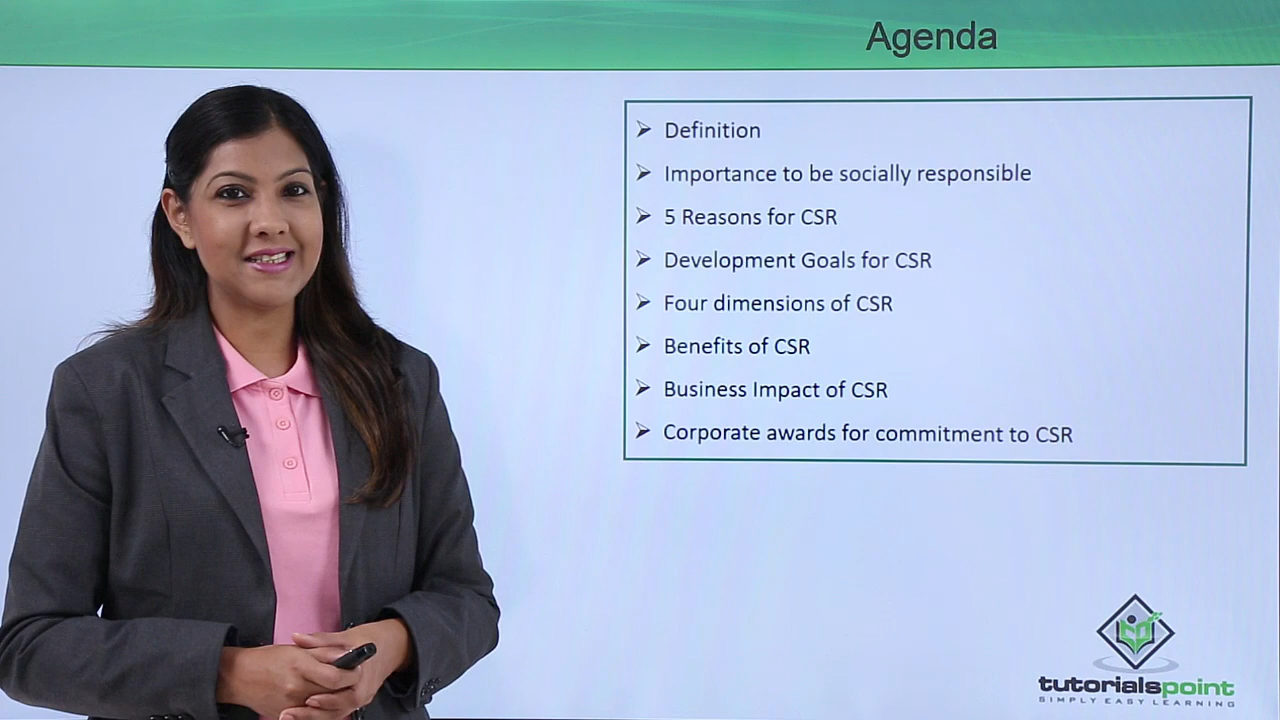 Agenda
Definition
Importance to be socially responsible
5 Reasons for CSR
Development Goals for CSR
Four dimensions of CSR
Benefits of CSR
Business Impact of CSR
Corporate awards for commitment to CSR
tutorialspoint
SIMPLY EASY LEARNING